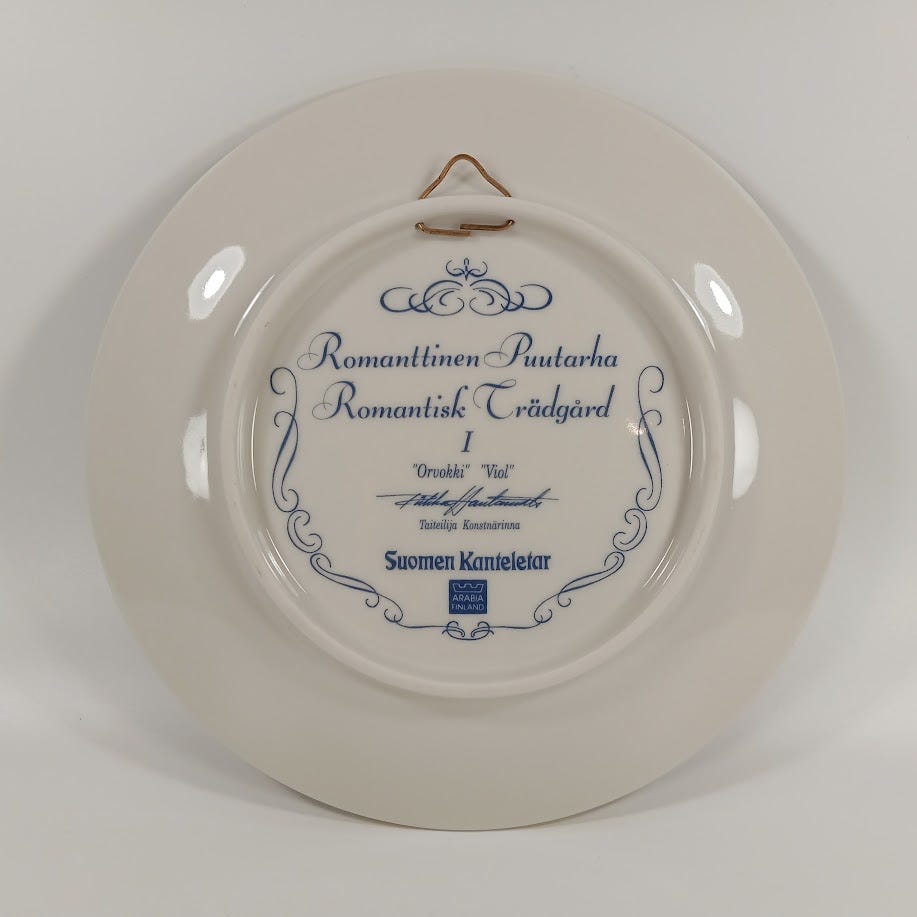 Romanttinen Puutarha
Romantisk Trädgård
I
"Orvokki" "Viol"
Taiteilija Konstnärinna
Suomen Kanteletar
ARABIA
FINLAND